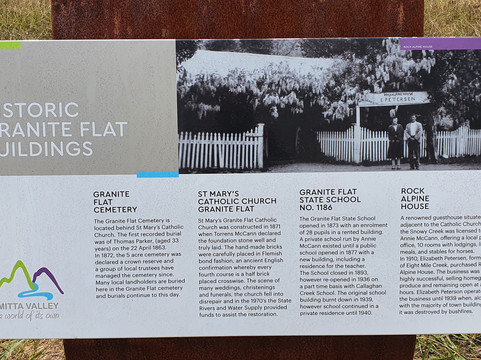 ROCK ALPINE HOUSE
E.PETERSEN
ISTORIC
GRANITE FLAT
BUILDINGS
GRANITE
FLAT
CEMETERY
The Granite Flat Cemetery is
located behind St Mary's Catholic
Church. The first recorded burial
was of Thomas Parker, (aged 33
years) on the 22 April 1863.
In 1872, the 5 acre cemetery was
declared a crown reserve and
a group of local trustees have
managed the cemetery since.
Many local landholders are buried
here in the Granite Flat cemetery
and burials continue to this day.
ST MARY'S
CATHOLIC CHURCH
GRANITE FLAT
St Mary's Granite Flat Catholic
Church was constructed in 1871
when Torrens McCann declared
the foundation stone well and
truly laid. The hand-made bricks
were carefully placed in Flemish
bond fashion, an ancient English
confirmation whereby every
fourth course is a half brick
placed crosswise. The scene of
many weddings, christenings
and funerals, the church fell into
disrepair and in the 1970's the State
Rivers and Water Supply provided
funds to assist the restoration.
GRANITE FLAT
STATE SCHOOL
NO. 1186
The Granite Flat State School
opened in 1873 with an enrolment
of 28 pupils in a rented building.
A private school run by Annie
McCann existed until a public
school opened in 1877 with a
new building, including a
residence for the teacher.
The School closed in 1893,
however re-opened in 1936 on
a part time basis with Callaghan
Creek School. The original school
building burnt down in 1939,
however school continued in a
private residence until 1940.
ROCK
ALPINE
HOUSE
A renowned guesthouse situate
adjacent to the Catholic Church
the Snowy Creek was licensed to
Annie McCann, offering a local p
office, 10 rooms with lodgings, h
meals, and stables for horses.
In 1910, Elizabeth Petersen, form
of Eight Mile Creek, purchased R
Alpine House. The business was
highly successful, selling homeg
produce and remaining open at
hours. Elizabeth Peterson operat
the business until 1939 when, alo
with the majority of town building
it was destroyed by bushfires.
MITTA VALLEY
world of its own